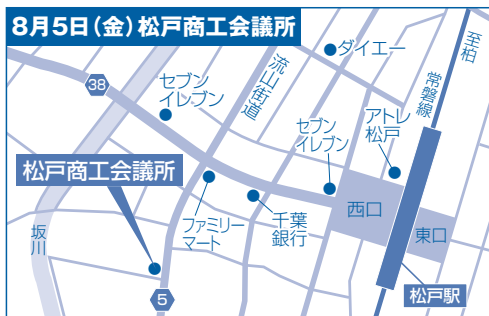 8月5日(金)松戸商工会議所
ダイエー
至柏
常磐線
流山街道
38
セブン
イレブン
アトレ
松戸
セブン
イレブン
松戸商工会議所
西口
ファミリー
マート
千葉
銀行
東口
坂川
松戸駅
5